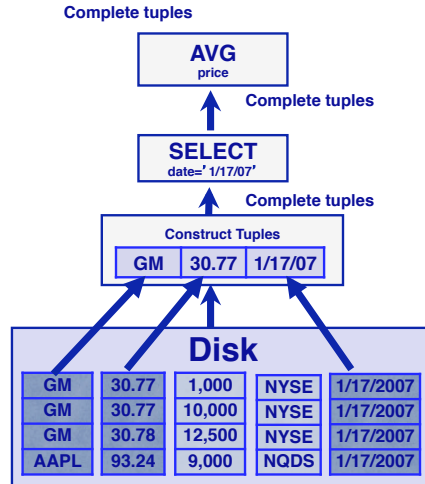 Complete tuples
AVG
price
Complete tuples
SELECT
date=′ 1/17/07′
Complete tuples
Construct Tuples
GM 30.77 1/17/07
Disk
GM 30.77 1,000 NYSE 1/17/2007
GM 30.77 10,000 NYSE 1/17/2007
GM 30.78 12,500 NYSE 1/17/2007
AAPL 93.24 9,000 NQDS 1/17/2007